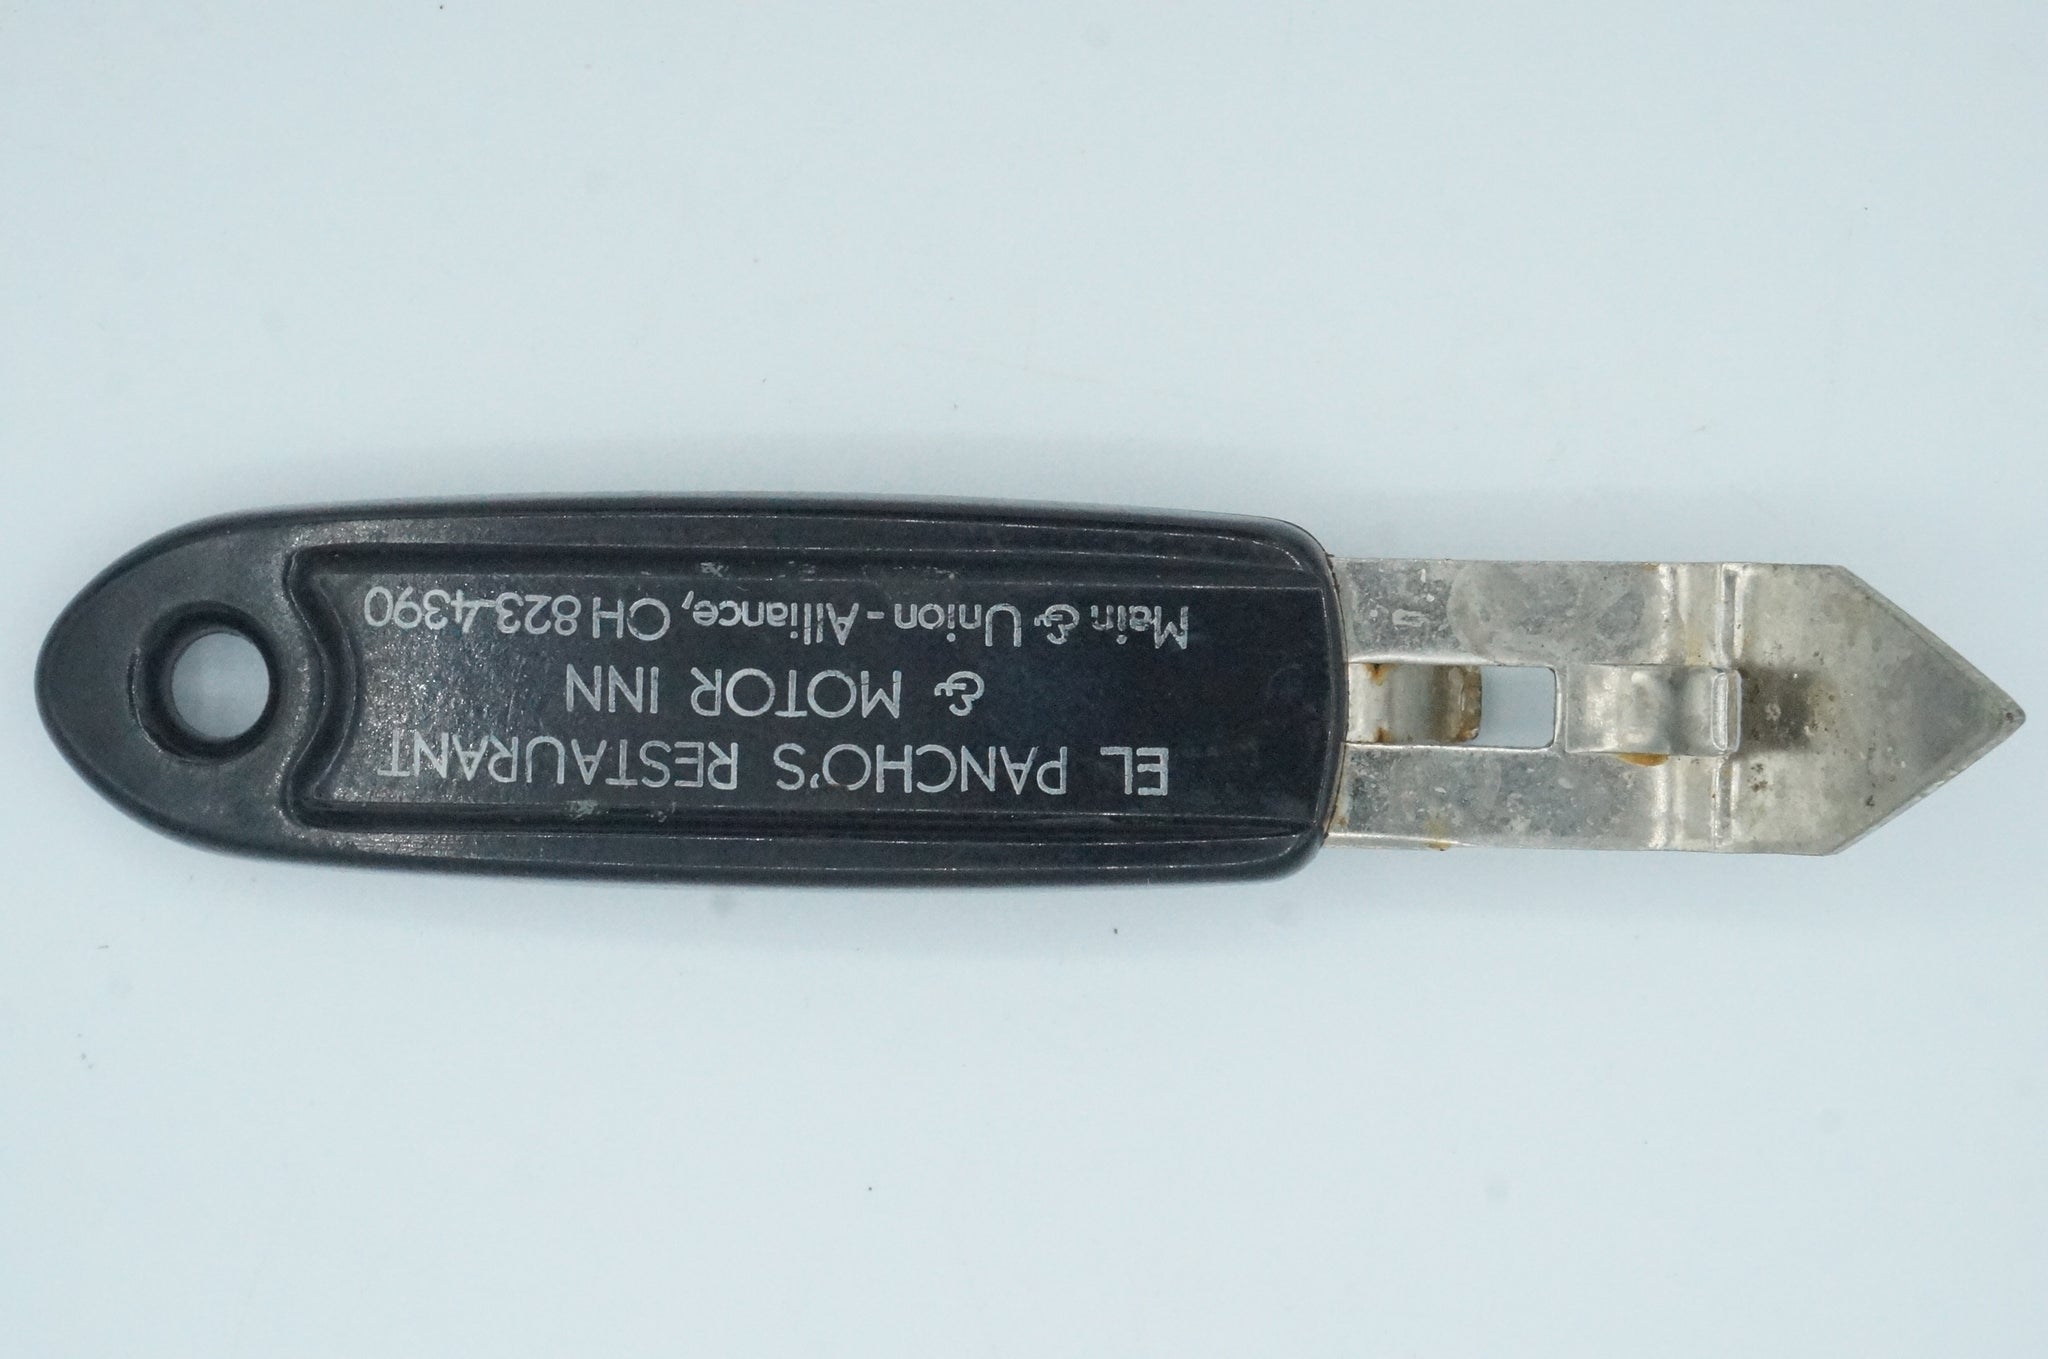 EL PANCHO'S RESTAURANT
& MOTOR INN
Main & Union - Alliance, OH 823-4390